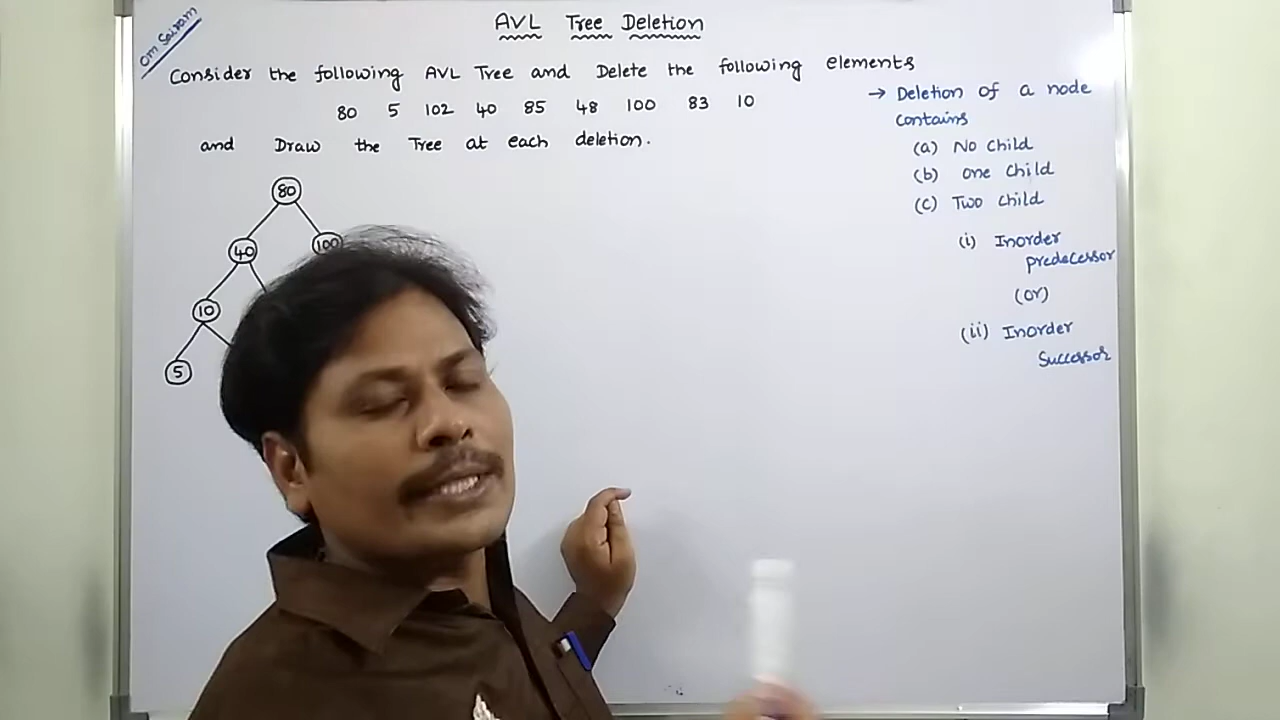 Om Sairam
AVL Tree Deletion
Consider the following AVL Tree and Delete the following elements
80 5 102 40 85 48 100 83 10
and Draw the Tree at each deletion.
→ Deletion of a node
contains
(a) No child
(b) one child
(c) Two child
(i) Inorder
predecessor
(or)
(ii) Inorder
Successor
80
40 100
10
5